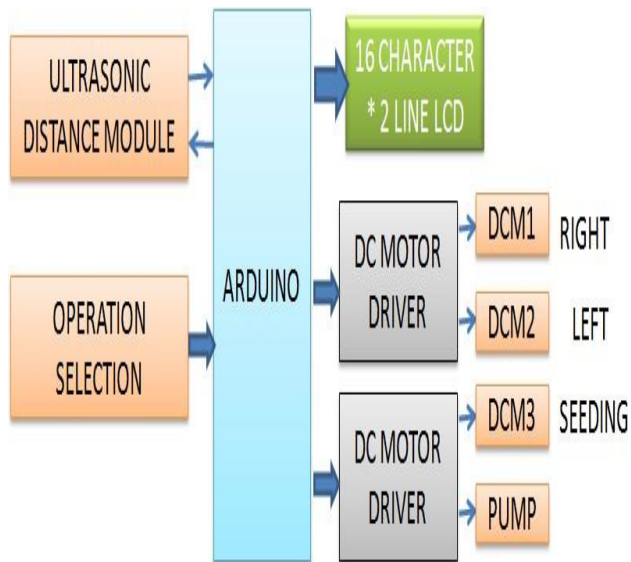 ULTRASONIC
DISTANCE MODULE
OPERATION
SELECTION
ARDUINO
16 CHARACTER
* 2 LINE LCD
DC MOTOR
DRIVER
DCM1
RIGHT
DCM2
LEFT
DC MOTOR
DRIVER
DCM3
SEEDING
PUMP